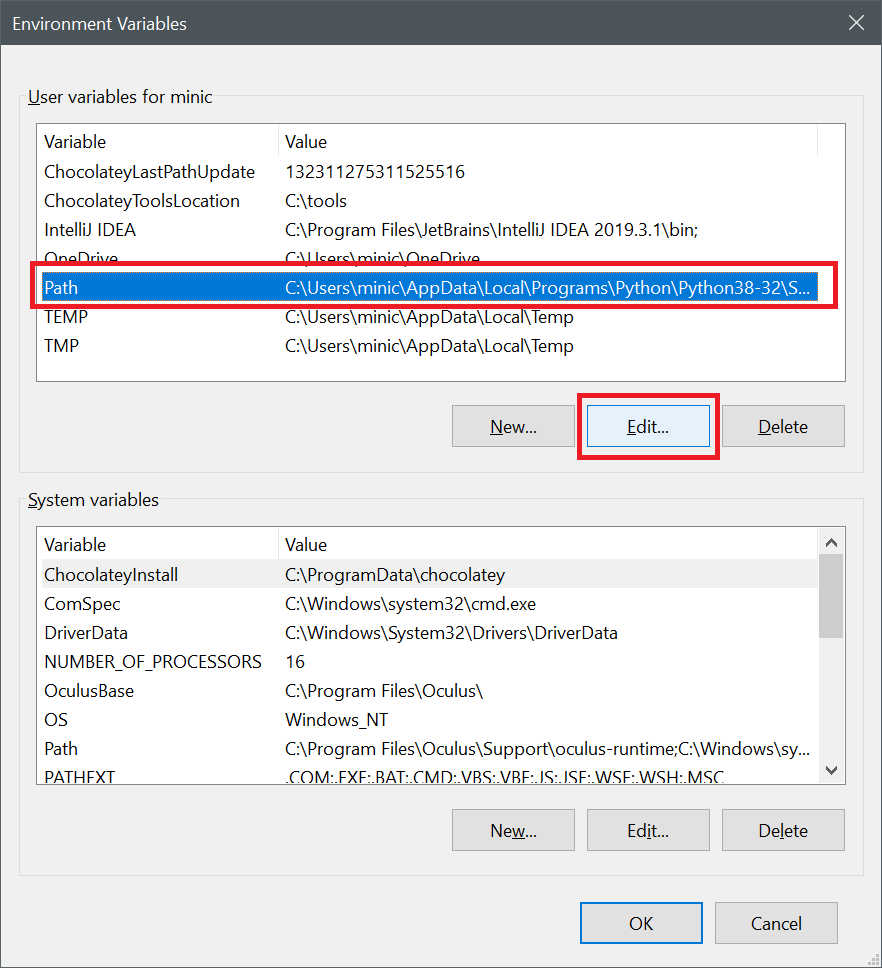 Environment Variables
User variables for minic
Variable Value
ChocolateyLastPathUpdate 132311275311525516
ChocolateyToolsLocation C:\tools
IntelliJ IDEA C:\Program Files\JetBrains\IntelliJ IDEA 2019.3.1\bin;
OneDrive C:\Users\minic\OneDrive
Path C:\Users\minic\AppData\Local\Programs\Python\Python38-32\S...
TEMP C:\Users\minic\AppData\Local\Temp
TMP C:\Users\minic\AppData\Local\Temp
New... Edit... Delete
System variables
Variable Value
ChocolateyInstall C:\ProgramData\chocolatey
ComSpec C:\Windows\system32\cmd.exe
DriverData C:\Windows\System32\Drivers\DriverData
NUMBER_OF_PROCESSORS 16
OculusBase C:\Program Files\Oculus\
OS Windows_NT
Path C:\Program Files\Oculus\Support\oculus-runtime;C:\Windows\sy...
PATHEXT .COM;.EXE;.BAT;.CMD;.VBS;.VBE;.JS;.JSE;.WSF;.WSH;.MSC
New... Edit... Delete
OK Cancel